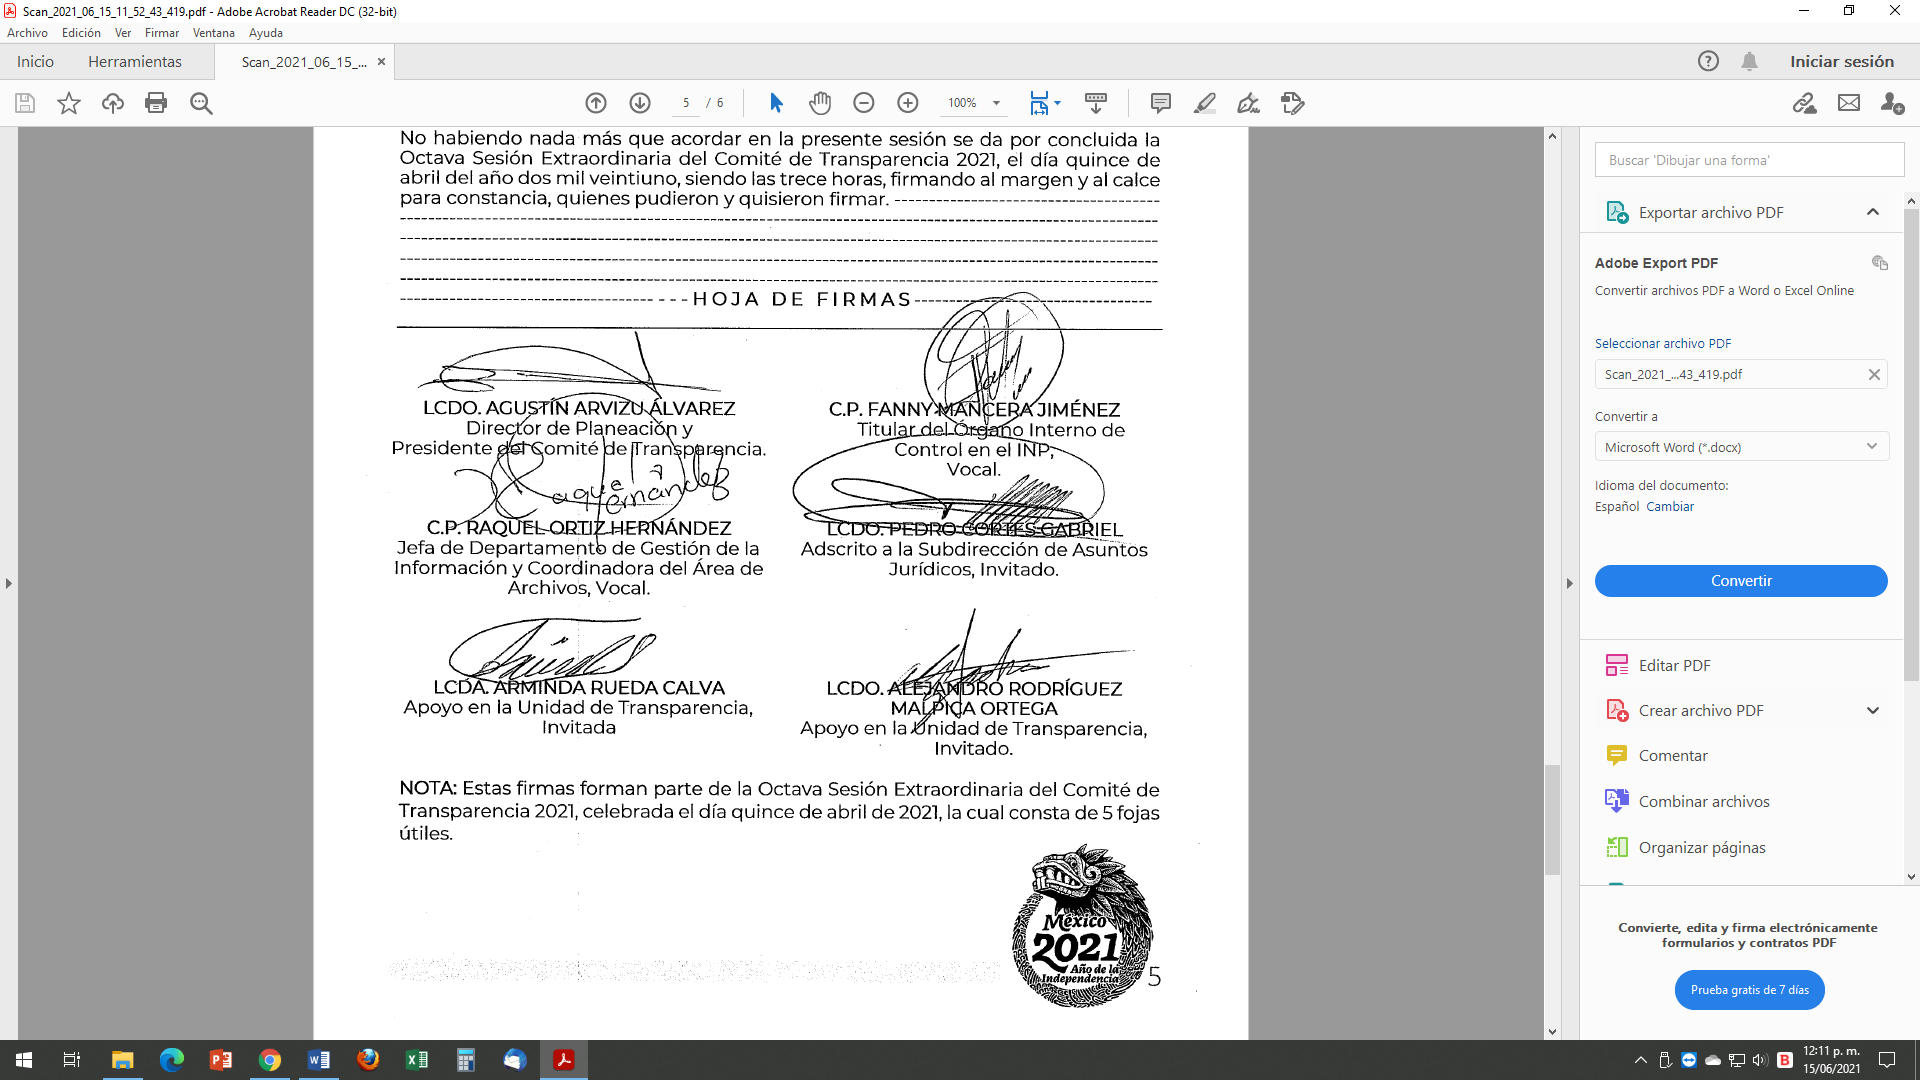 Scan_2021_06_15_11_52_43_419.pdf - Adobe Acrobat Reader DC (32-bit)
Archivo Edición Ver Firmar Ventana Ayuda
Inicio Herramientas Scan_2021_06_15_... Iniciar sesión
5 / 6 100%
No habiendo nada más que acordar en la presente sesión se da por concluida la
Octava Sesión Extraordinaria del Comité de Transparencia 2021, el día quince de
abril del año dos mil veintiuno, siendo las trece horas, firmando al margen y al calce
para constancia, quienes pudieron y quisieron firmar.
HOJA DE FIRMAS
LCDO. AGUSTÍN ARVIZU ÁLVAREZ
Director de Planeación y
Presidente del Comité de Transparencia.
C.P. FANNY MANCERA JIMÉNEZ
Titular del Órgano Interno de
Control en el INP,
Vocal.
C.P. RAQUEL ORTIZ HERNÁNDEZ
Jefa de Departamento de Gestión de la
Información y Coordinadora del Área de
Archivos, Vocal.
LCDO. PEDRO CORTES GABRIEL
Adscrito a la Subdirección de Asuntos
Jurídicos, Invitado.
LCDA. ARMINDA RUEDA CALVA
Apoyo en la Unidad de Transparencia,
Invitada
LCDO. ALEJANDRO RODRÍGUEZ
MALPICA ORTEGA
Apoyo en la Unidad de Transparencia,
Invitado.
NOTA: Estas firmas forman parte de la Octava Sesión Extraordinaria del Comité de
Transparencia 2021, celebrada el día quince de abril de 2021, la cual consta de 5 fojas
útiles.
México
2021
Año de la
Independencia
5
Buscar 'Dibujar una forma'
Exportar archivo PDF
Adobe Export PDF
Convertir archivos PDF a Word o Excel Online
Seleccionar archivo PDF
Scan_2021_...43_419.pdf
Convertir a
Microsoft Word (*.docx)
Idioma del documento:
Español Cambiar
Convertir
Editar PDF
Crear archivo PDF
Comentar
Combinar archivos
Organizar páginas
Convierte, edita y firma electrónicamente
formularios y contratos PDF
Prueba gratis de 7 días
12:11 p. m.
15/06/2021